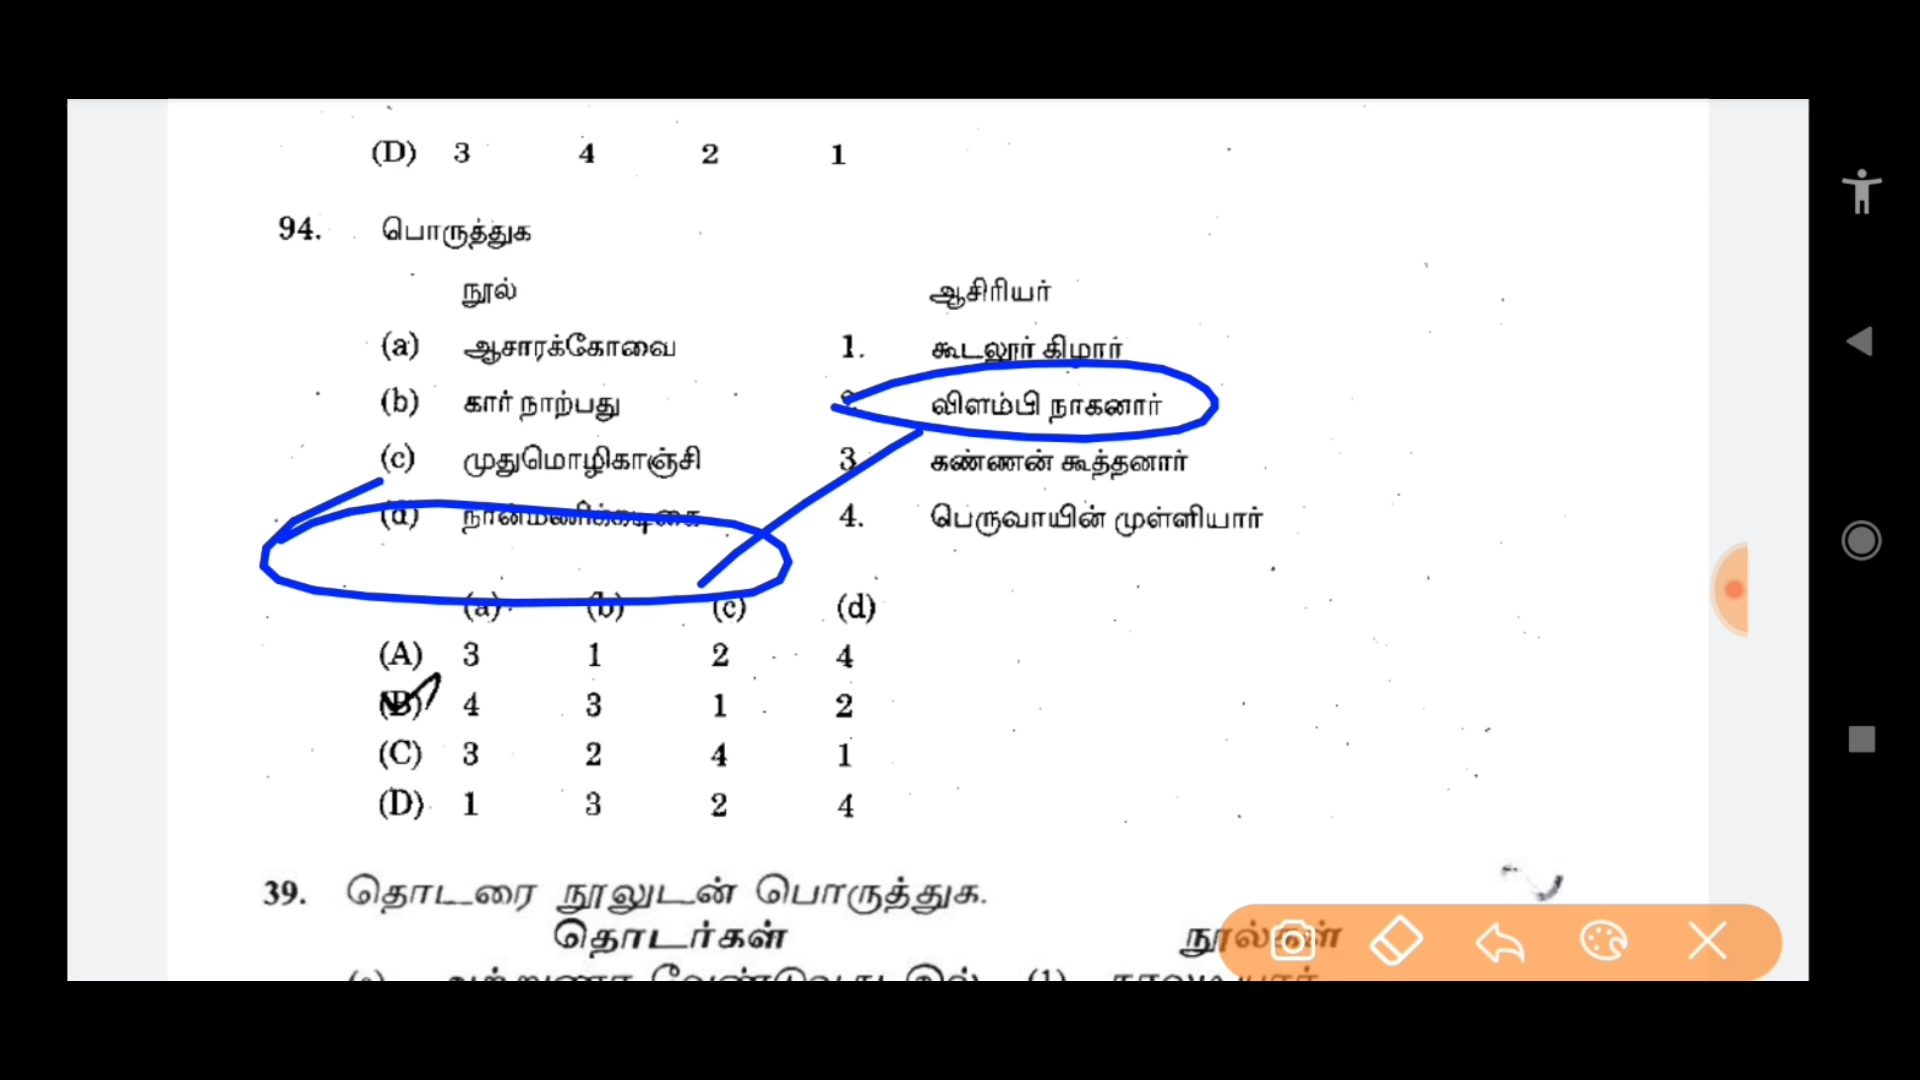 (D) 3 4 2 1
94. பொருத்துக
நூல் ஆசிரியர்
(a) ஆசாரக்கோவை 1. கூடலூர் கிழார்
(b) கார் நாற்பது விளம்பி நாகனார்
(c) முதுமொழிகாஞ்சி 3 கண்ணன் கூத்தனார்
(d) நான்மணிக்கடிகை 4. பெருவாயின் முள்ளியார்
(a) (b) (c) (d)
(A) 3 1 2 4
(B) 4 3 1 2
(C) 3 2 4 1
(D) 1 3 2 4
39. தொடரை நூலுடன் பொருத்துக.
தொடர்கள் நூல்கள்